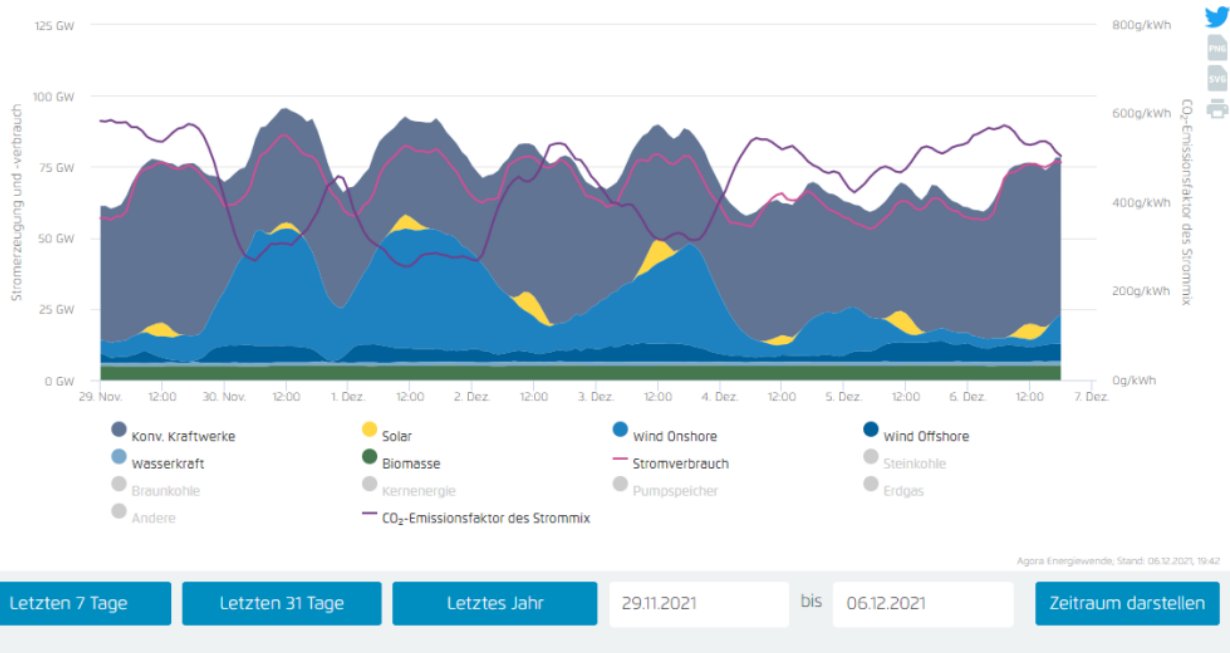 125 GW
100 GW
75 GW
50 GW
25 GW
0 GW
Stromerzeugung und -verbrauch
800g/kWh
600g/kWh
400g/kWh
200g/kWh
0g/kWh
CO₂-Emissionsfaktor des Strommix
PNG
SVG
29. Nov. 12:00 30. Nov. 12:00 1. Dez. 12:00 2. Dez. 12:00 3. Dez. 12:00 4. Dez. 12:00 5. Dez. 12:00 6. Dez. 12:00 7. Dez.
Konv. Kraftwerke Solar Wind Onshore Wind Offshore
Wasserkraft Biomasse Stromverbrauch Steinkohle
Braunkohle Kernenergie Pumpspeicher Erdgas
Andere CO₂-Emissionsfaktor des Strommix
Agora Energiewende; Stand: 06.12.2021, 19:42
Letzten 7 Tage Letzten 31 Tage Letztes Jahr 29.11.2021 bis 06.12.2021 Zeitraum darstellen